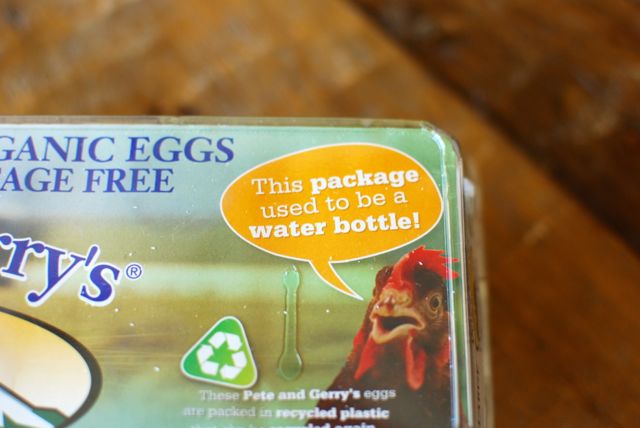 GANIC EGGS
AGE FREE
This package
used to be a
water bottle!
rry's®
These Pete and Gerry's eggs
are packed in recycled plastic